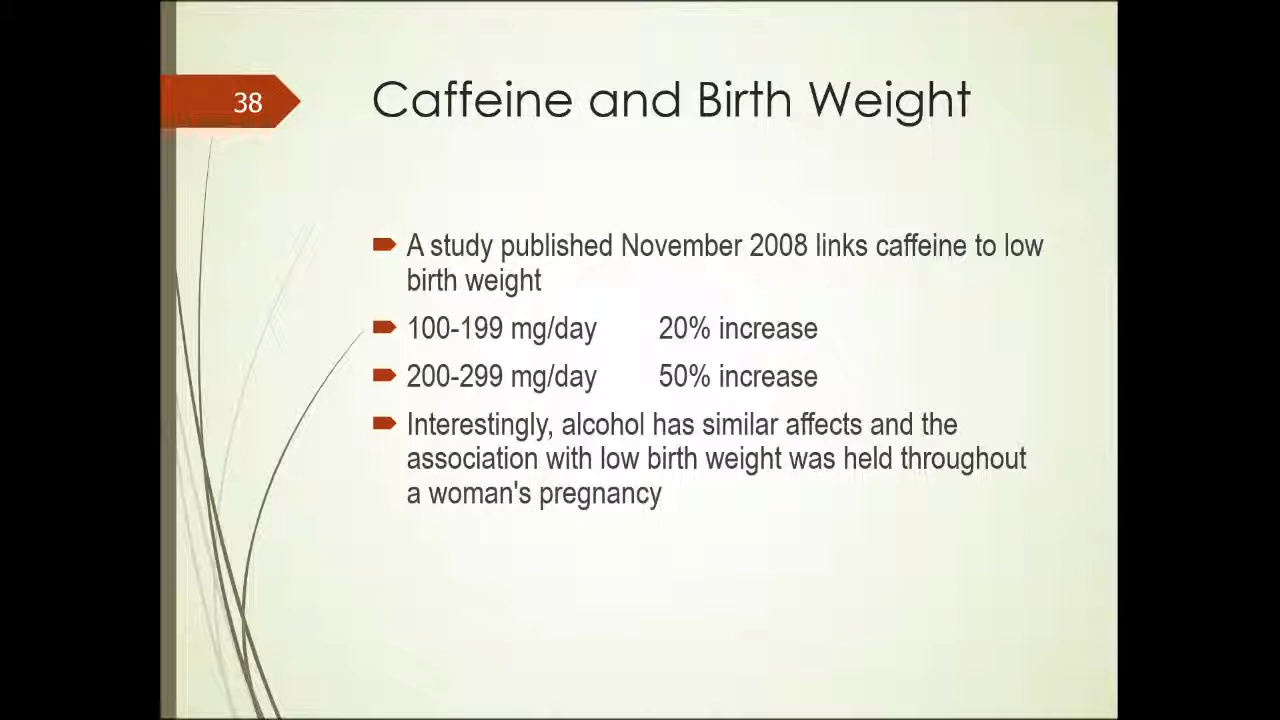 38
Caffeine and Birth Weight
A study published November 2008 links caffeine to low
birth weight
100-199 mg/day 20% increase
200-299 mg/day 50% increase
Interestingly, alcohol has similar affects and the
association with low birth weight was held throughout
a woman's pregnancy